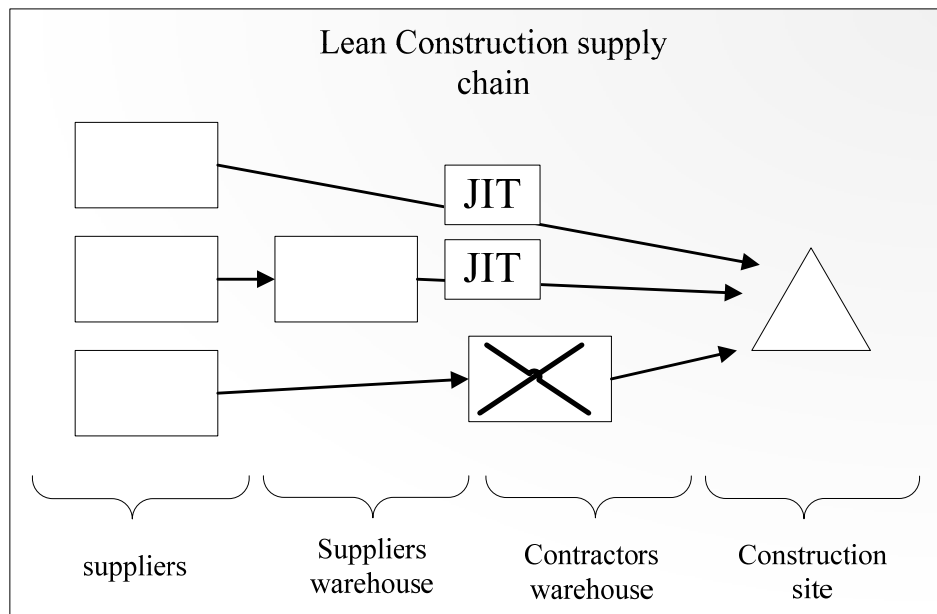 Lean Construction supply
chain
JIT
JIT
suppliers
Suppliers
warehouse
Contractors
warehouse
Construction
site